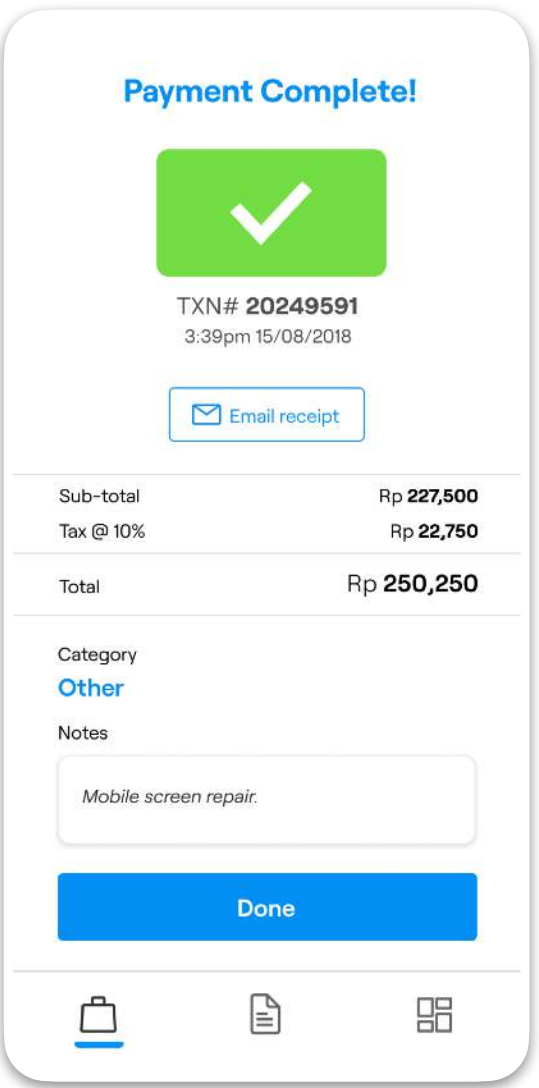 Payment Complete!
TXN# 20249591
3:39pm 15/08/2018
Email receipt
Sub-total Rp 227,500
Tax @ 10% Rp 22,750
Total Rp 250,250
Category
Other
Notes
Mobile screen repair.
Done